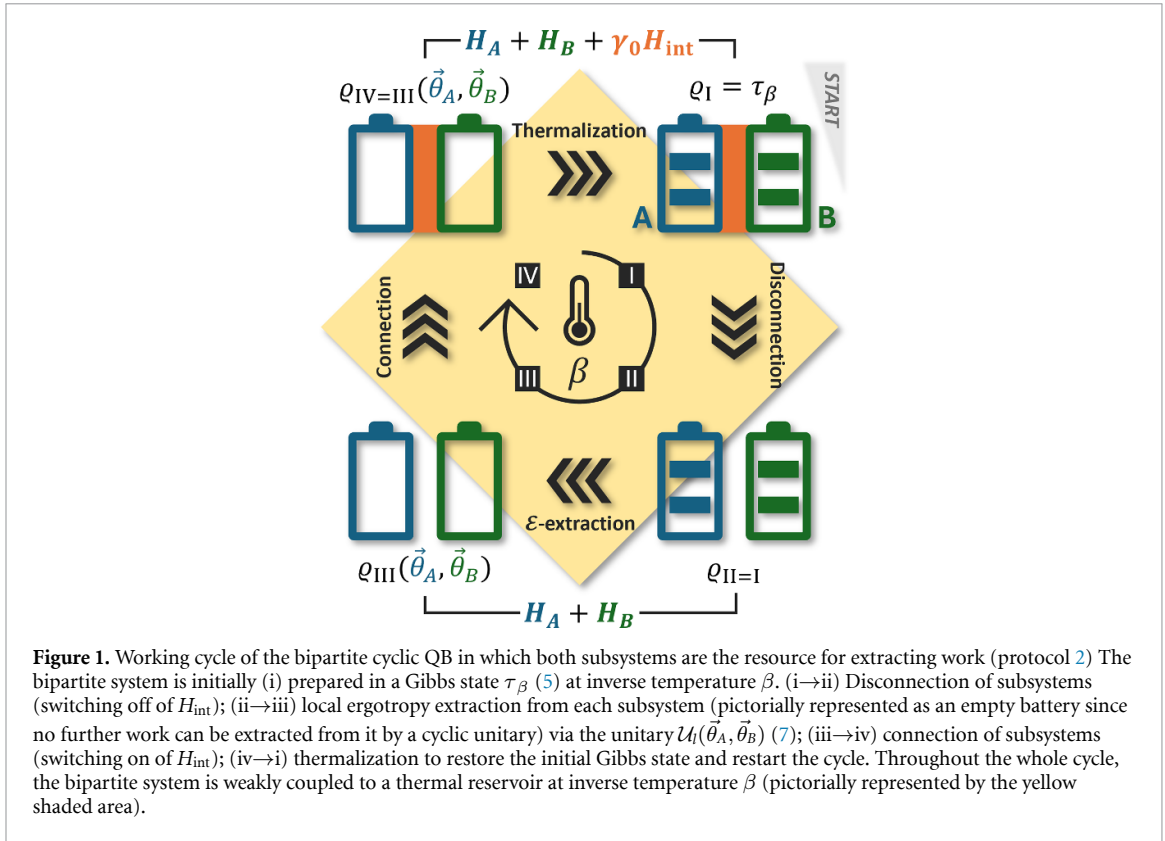 H_A + H_B + γ_0 H_int
ϱ_IV=III(θ⃗_A, θ⃗_B)
ϱ_I = τ_β
START
Thermalization
A
B
IV
I
Connection
Disconnection
β
III
II
ℰ-extraction
ϱ_III(θ⃗_A, θ⃗_B)
ϱ_II=I
H_A + H_B
Figure 1. Working cycle of the bipartite cyclic QB in which both subsystems are the resource for extracting work (protocol 2) The
bipartite system is initially (i) prepared in a Gibbs state τ_β (5) at inverse temperature β. (i→ii) Disconnection of subsystems
(switching off of H_int); (ii→iii) local ergotropy extraction from each subsystem (pictorially represented as an empty battery since
no further work can be extracted from it by a cyclic unitary) via the unitary 𝒰_l(θ⃗_A, θ⃗_B) (7); (iii→iv) connection of subsystems
(switching on of H_int); (iv→i) thermalization to restore the initial Gibbs state and restart the cycle. Throughout the whole cycle,
the bipartite system is weakly coupled to a thermal reservoir at inverse temperature β (pictorially represented by the yellow
shaded area).